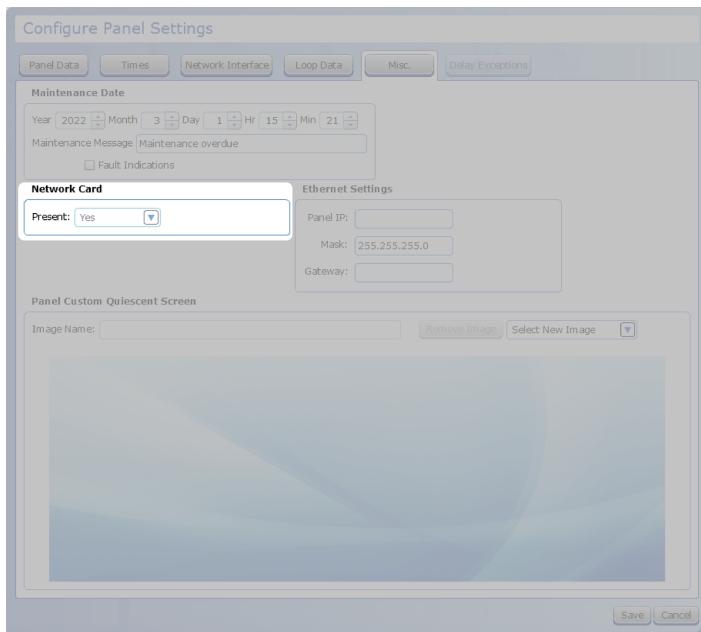 Configure Panel Settings
Panel Data Times Network Interface Loop Data Misc. Delay Exceptions
Maintenance Date
Year 2022 Month 3 Day 1 Hr 15 Min 21
Maintenance Message Maintenance overdue
Fault Indications
Network Card
Present: Yes
Ethernet Settings
Panel IP:
Mask: 255.255.255.0
Gateway:
Panel Custom Quiescent Screen
Image Name: Remove Image Select New Image
Save Cancel